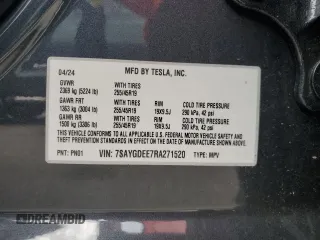 04/24 MFD BY TESLA, INC.
GVWR
2369 kg (5224 lb) TIRES 255/45R19
GAWR FRT TIRES RIM COLD TIRE PRESSURE
1363 kg (3004 lb) 255/45R19 19X9.5J 290 kPa, 42 psi
GAWR RR TIRES RIM COLD TIRE PRESSURE
1500 kg (3306 lb) 255/45R19 19X9.5J 290 kPa, 42 psi
THIS VEHICLE CONFORMS TO ALL APPLICABLE FEDERAL MOTOR VEHICLE SAFETY
AND THEFT PREVENTION STANDARDS IN EFFECT ON THE DATE OF MANUFACTURE
SHOWN ABOVE.
PNT: PN01 VIN: 7SAYGDEE7RA271520 TYPE: MPV
DREAMBID